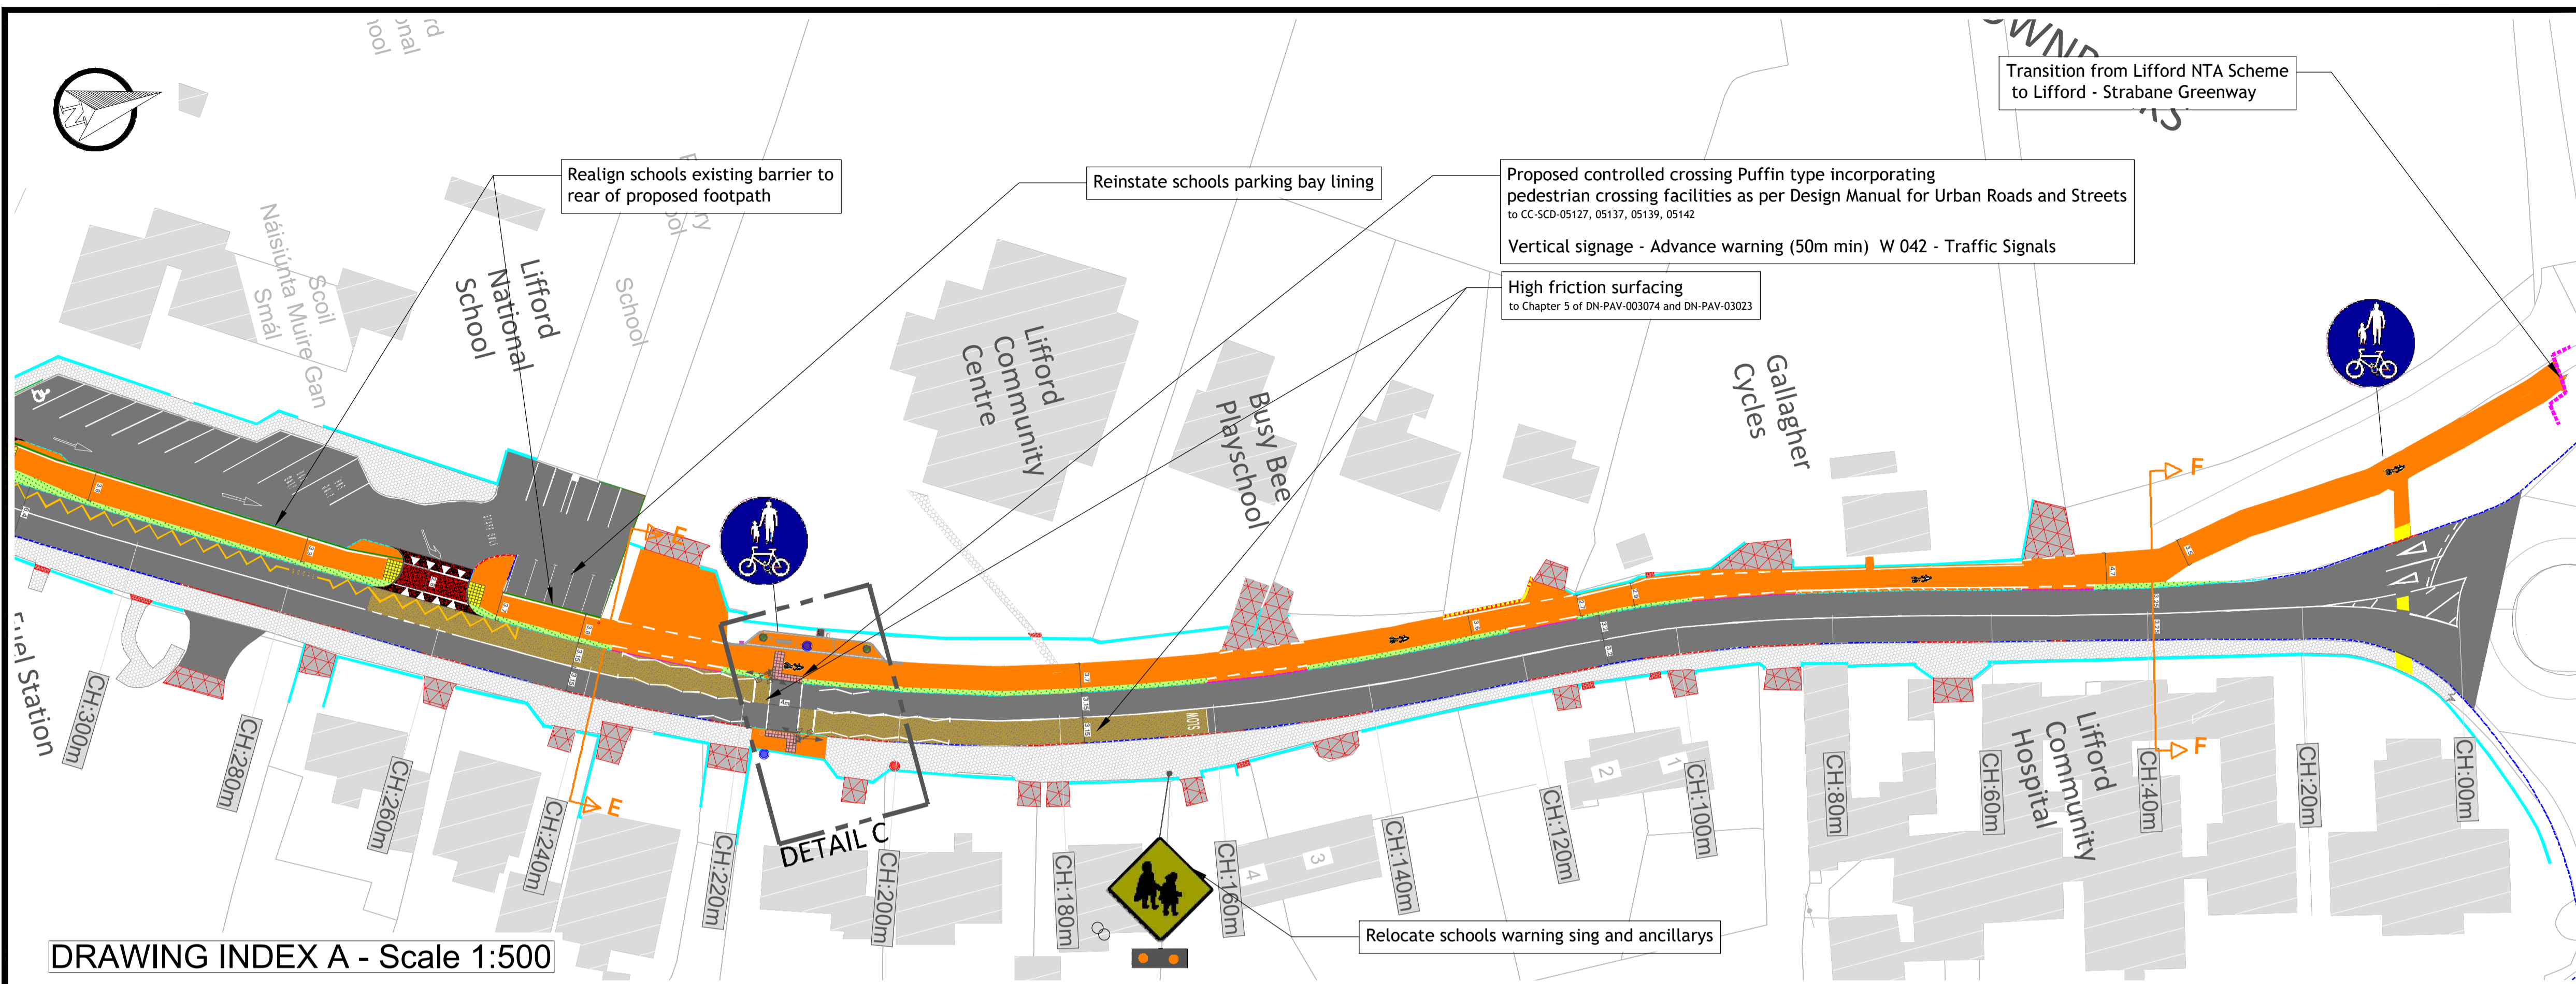 Transition from Lifford NTA Scheme
to Lifford - Strabane Greenway
Realign schools existing barrier to
rear of proposed footpath
Reinstate schools parking bay lining
Proposed controlled crossing Puffin type incorporating
pedestrian crossing facilities as per Design Manual for Urban Roads and Streets
to CC-SCD-05127, 05137, 05139, 05142
Vertical signage - Advance warning (50m min) W 042 - Traffic Signals
High friction surfacing
to Chapter 5 of DN-PAV-003074 and DN-PAV-03023
N
Scoil
Náisiúnta Muire Gan
Smál
Lifford
National
School
School
Lifford
Community
Centre
Busy Bee
Playschool
Gallagher
Cycles
E
E
F
F
SLOW
Fuel Station
Lifford
Community
Hospital
1
2
3
4
CH:300m
CH:280m
CH:260m
CH:240m
CH:220m
CH:200m
CH:180m
CH:160m
CH:140m
CH:120m
CH:100m
CH:80m
CH:60m
CH:40m
CH:20m
CH:00m
DETAIL C
Relocate schools warning sing and ancillarys
DRAWING INDEX A - Scale 1:500